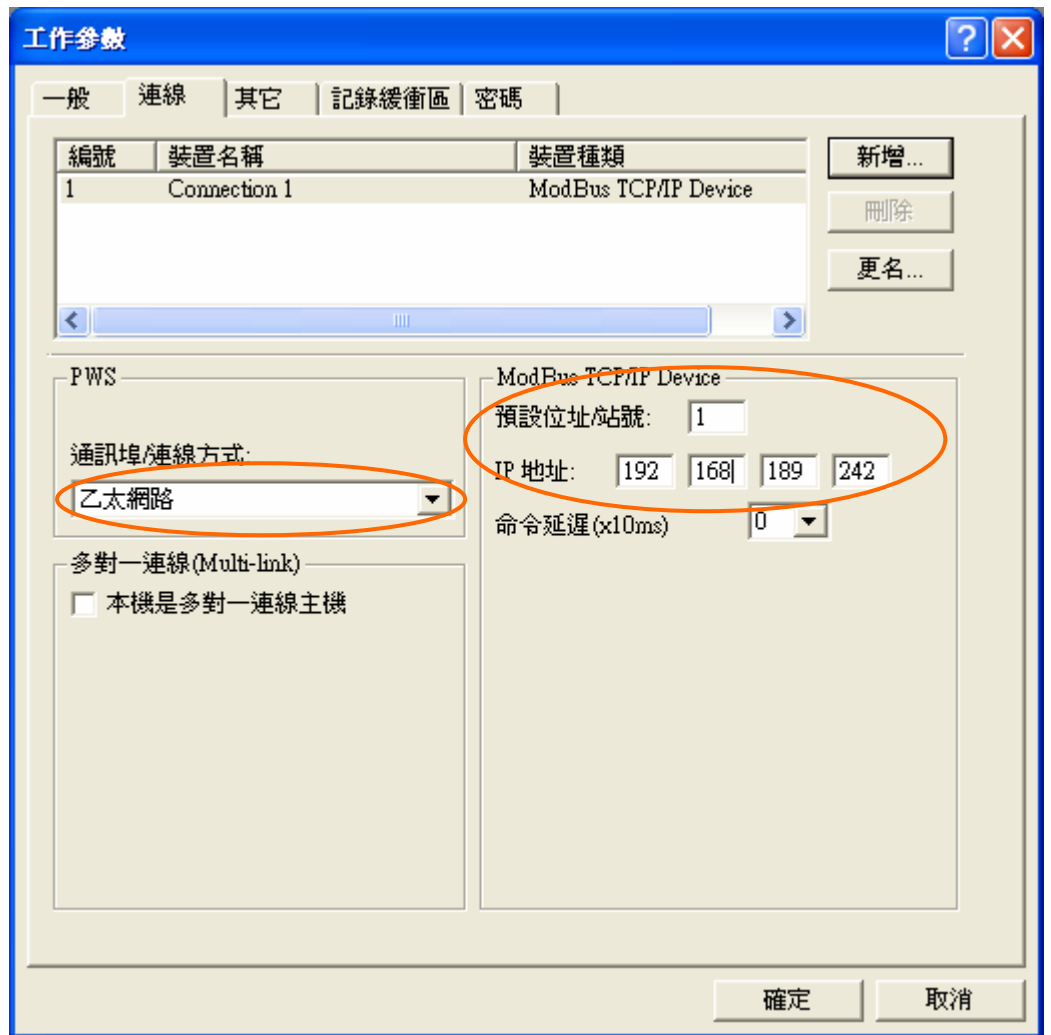 工作參數
一般 連線 其它 記錄緩衝區 密碼
編號 裝置名稱 裝置種類
1 Connection 1 ModBus TCP/IP Device
新增...
刪除
更名...
PWS
通訊埠/連線方式:
乙太網路
多對一連線(Multi-link)
本機是多對一連線主機
ModBus TCP/IP Device
預設位址/站號: 1
IP 地址: 192 168 189 242
命令延遲(x10ms) 0
確定 取消